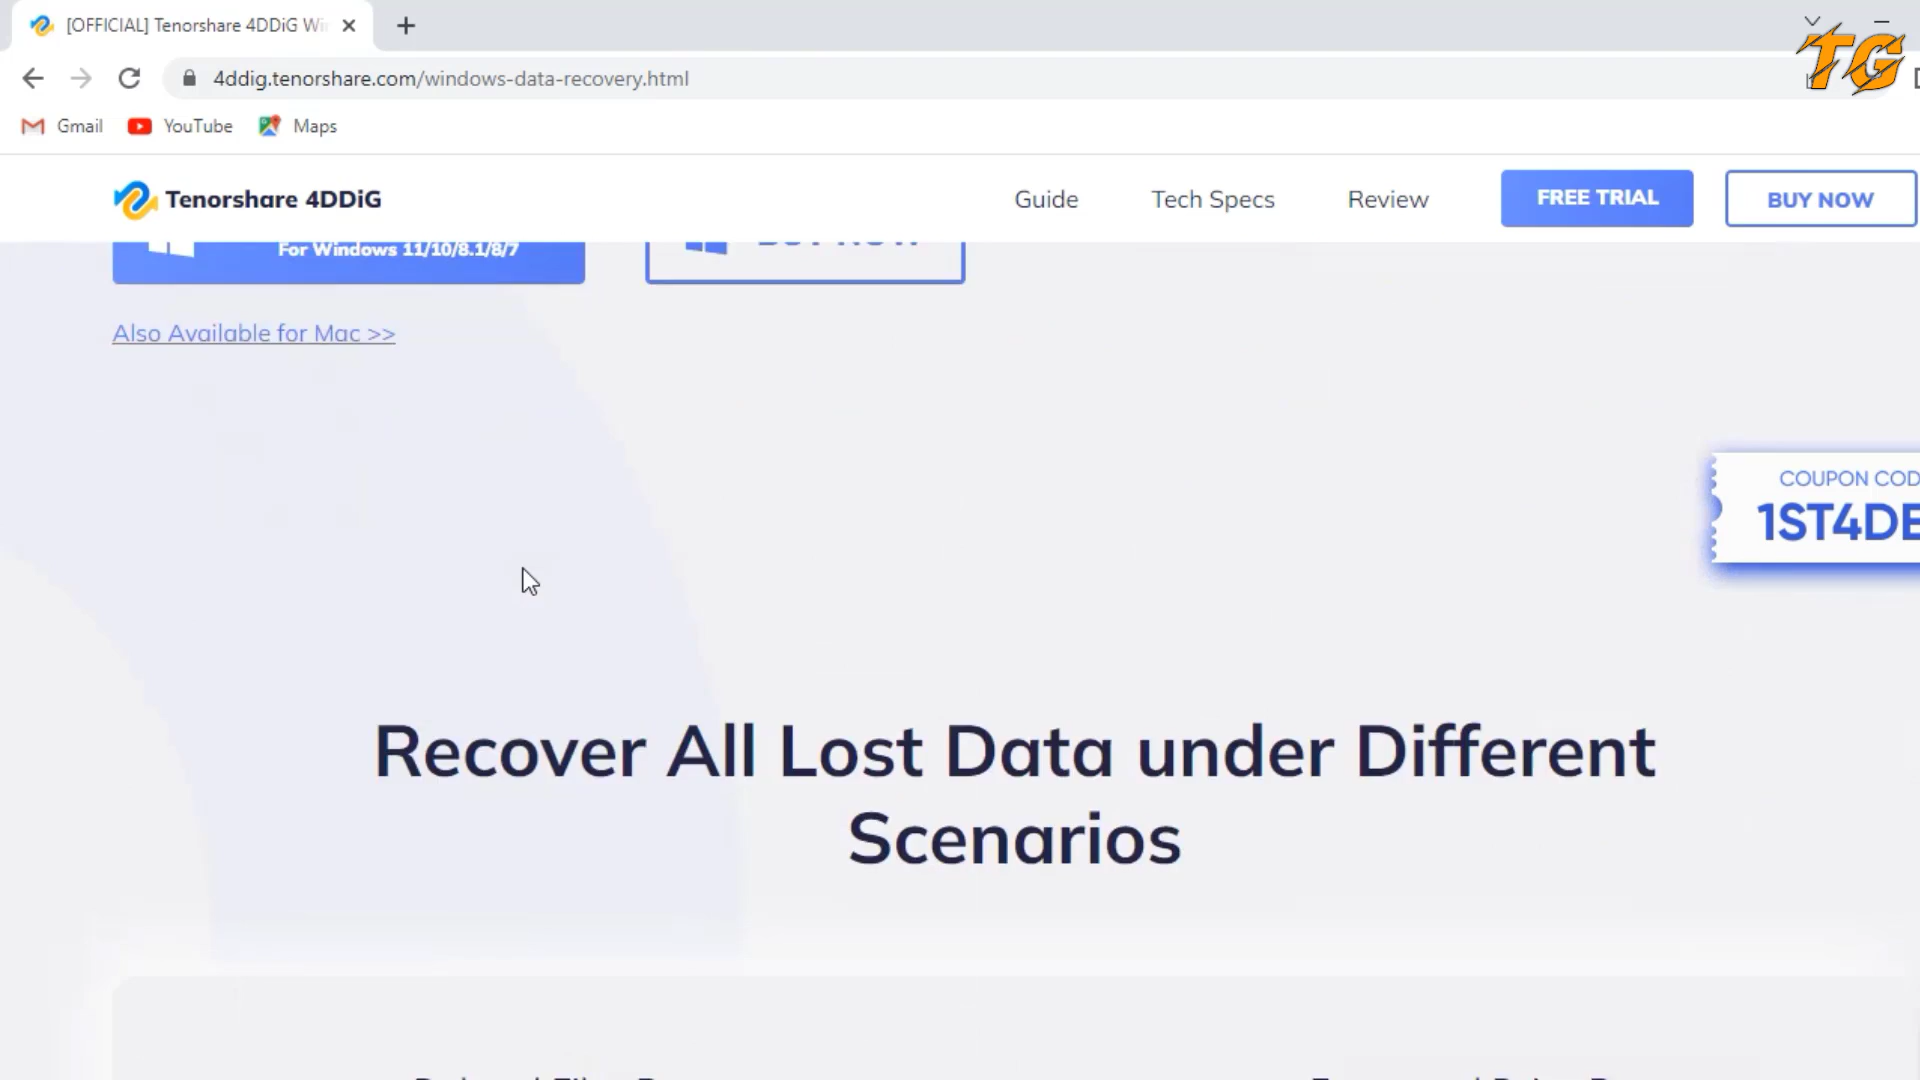 [OFFICIAL] Tenorshare 4DDiG
TG
4ddig.tenorshare.com/windows-data-recovery.html
Gmail YouTube Maps
Tenorshare 4DDiG Guide Tech Specs Review FREE TRIAL BUY NOW
For Windows 11/10/8.1/8/7 BUY NOW
Also Available for Mac >>
COUPON COD
1ST4DE
Recover All Lost Data under Different
Scenarios